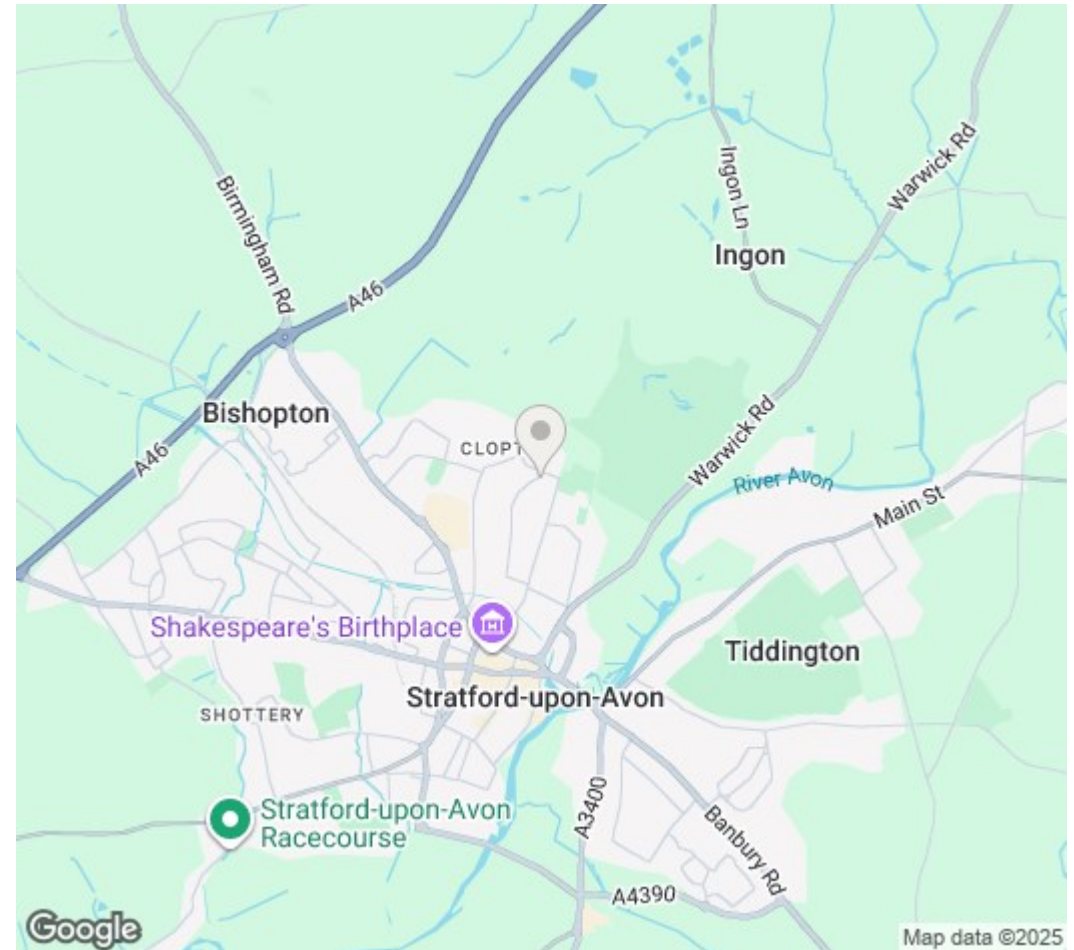 Birmingham Rd
Ingon Ln
Warwick Rd
Ingon
A46
Bishopton
A46
CLOPT
Warwick Rd
River Avon
Main St
Shakespeare's Birthplace
Tiddington
Stratford-upon-Avon
SHOTTERY
Stratford-upon-Avon
Racecourse
A3400
Banbury Rd
A4390
Google
Map data ©2025